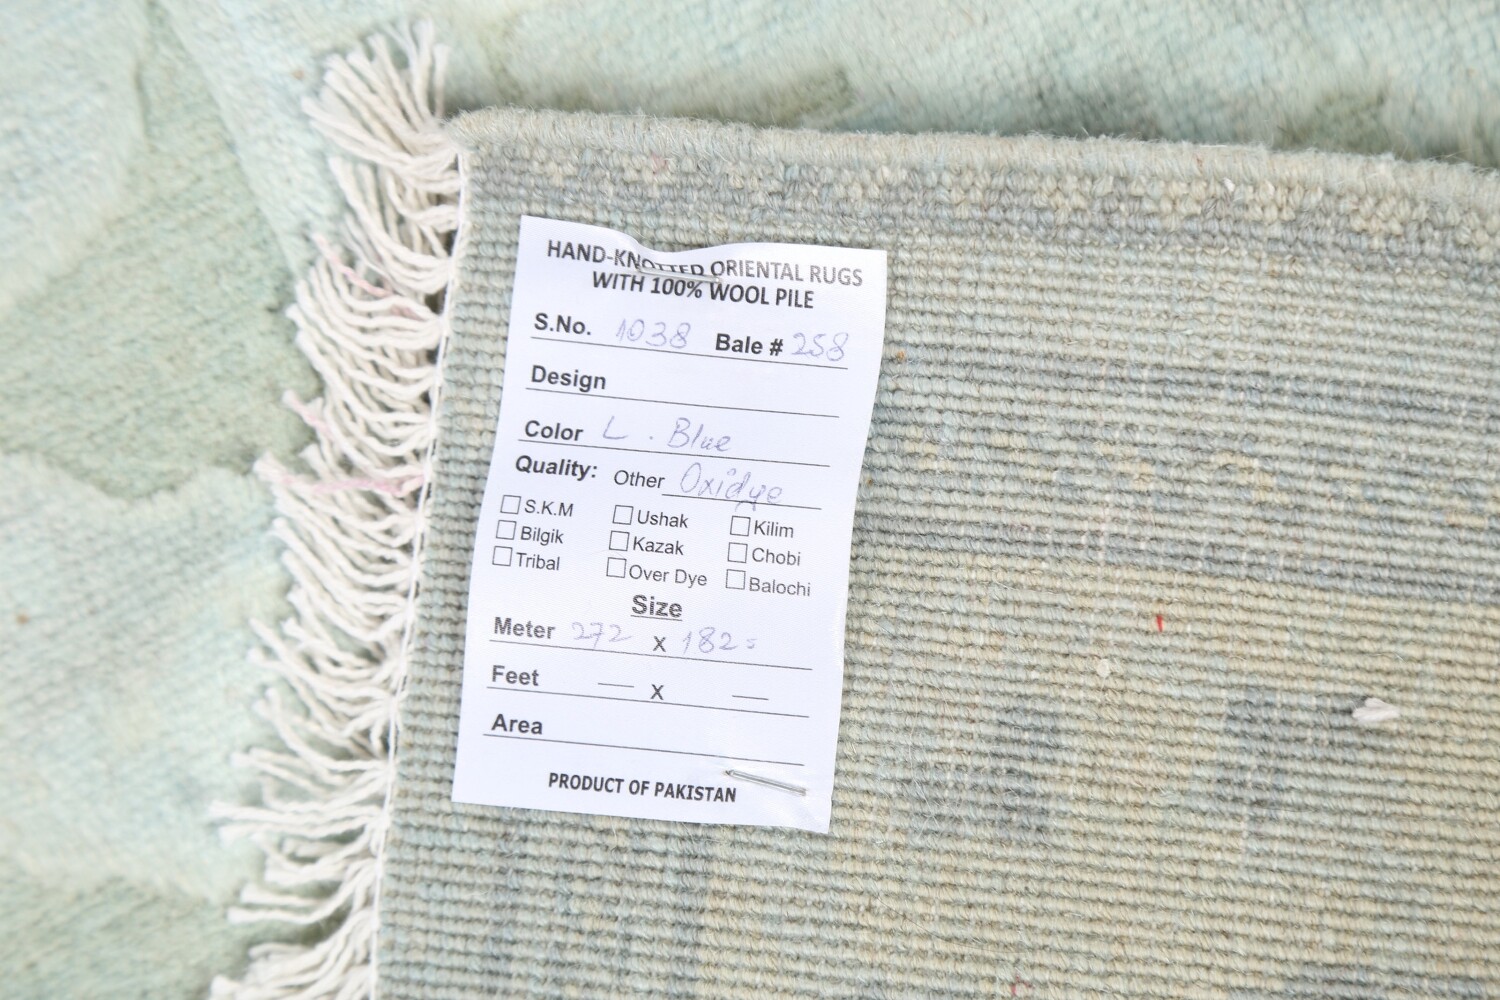 HAND-KNOTTED ORIENTAL RUGS
WITH 100% WOOL PILE
S.No. 1038 Bale # 258
Design
Color L. Blue
Quality: Other Oxidye
S.K.M Ushak Kilim
Bilgik Kazak Chobi
Tribal Over Dye Balochi
Size
Meter 272 X 182
Feet — X —
Area
PRODUCT OF PAKISTAN